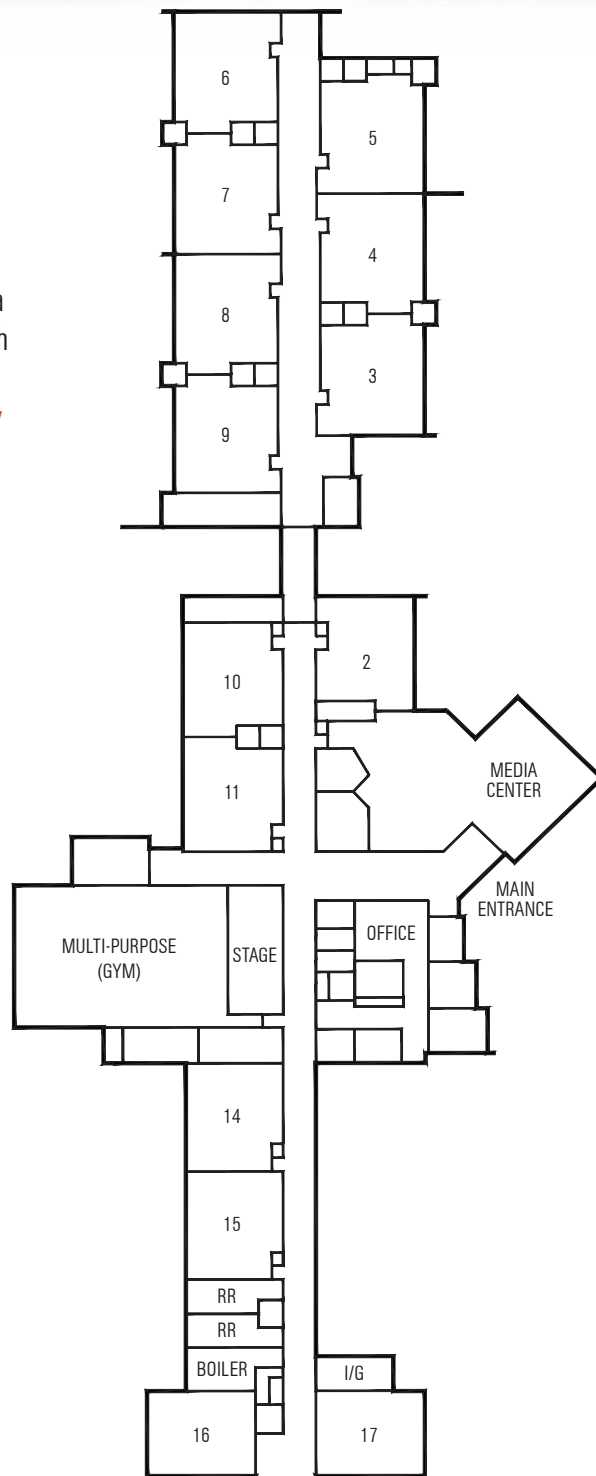 6
5
7
4
a
8
n
3
9
2
10
MEDIA
CENTER
11
MAIN
ENTRANCE
OFFICE
MULTI-PURPOSE
(GYM)
STAGE
14
15
RR
RR
BOILER
I/G
16
17